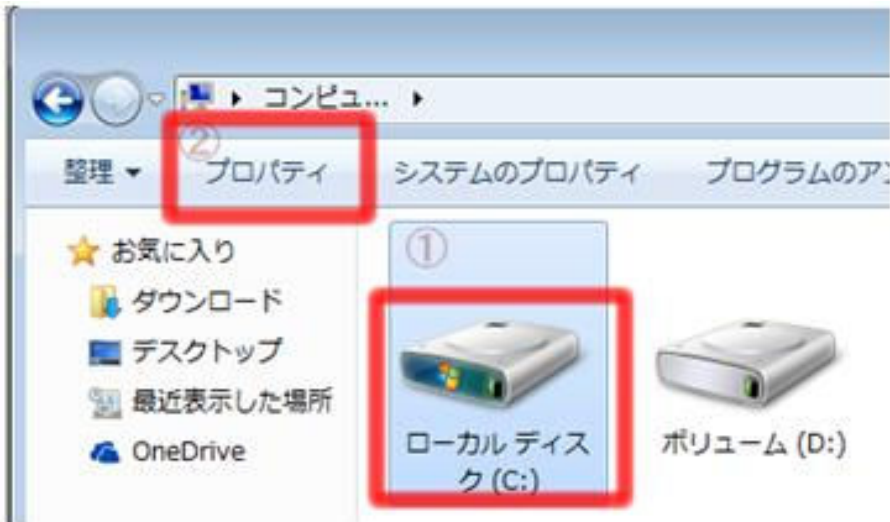 コンピュ...
②
整理 プロパティ システムのプロパティ プログラムのア
お気に入り
ダウンロード
デスクトップ
最近表示した場所
OneDrive
①
ローカル ディス
ク (C:)
ボリューム (D:)